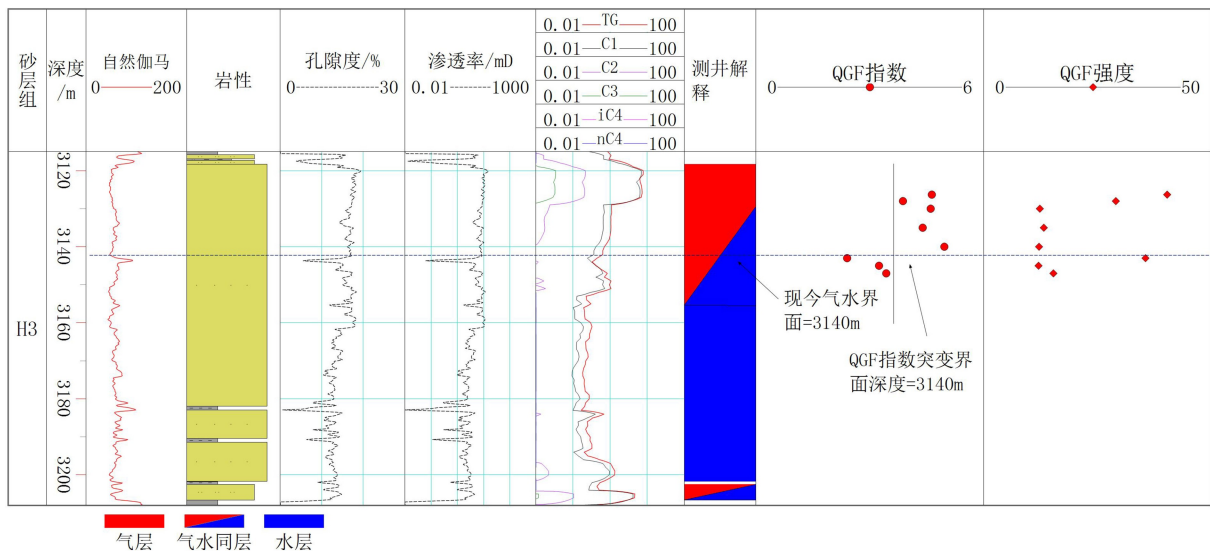 砂层组
深度/m
自然伽马
0 200
岩性
孔隙度/%
0 30
渗透率/mD
0.01 1000
0.01 TG 100
0.01 C1 100
0.01 C2 100
0.01 C3 100
0.01 iC4 100
0.01 nC4 100
测井解释
QGF指数
0 6
QGF强度
0 50
H3
3120
3140
3160
3180
3200
现今气水界
面=3140m
QGF指数突变界
面深度=3140m
气层
气水同层
水层